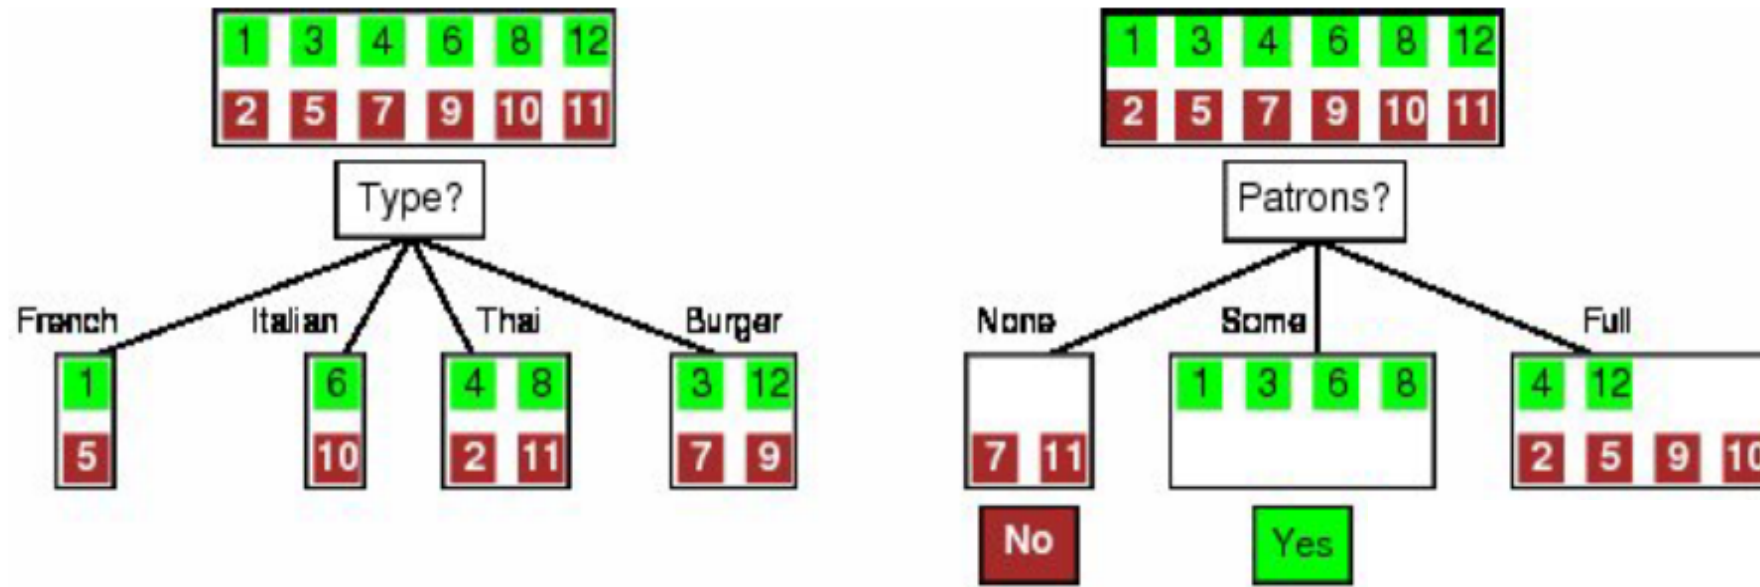 1 3 4 6 8 12
2 5 7 9 10 11
Type?
French Italian Thai Burger
1 6 4 8 3 12
5 10 2 11 7 9
1 3 4 6 8 12
2 5 7 9 10 11
Patrons?
None Some Full
1 3 6 8 4 12
7 11 2 5 9 10
No Yes